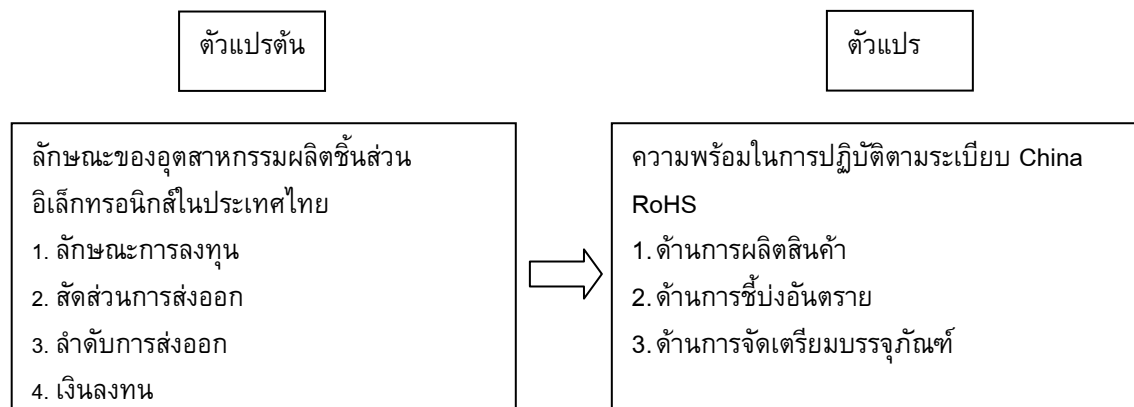 ตัวแปรต้น
ตัวแปร
ลักษณะของอุตสาหกรรมผลิตชิ้นส่วน
อิเล็กทรอนิกส์ในประเทศไทย
1. ลักษณะการลงทุน
2. สัดส่วนการส่งออก
3. ลำดับการส่งออก
4. เงินลงทน
ความพร้อมในการปฏิบัติตามระเบียบ China
RoHS
1. ด้านการผลิตสินค้า
2. ด้านการชี้บ่งอันตราย
3. ด้านการจัดเตรียมบรรจุภัณฑ์